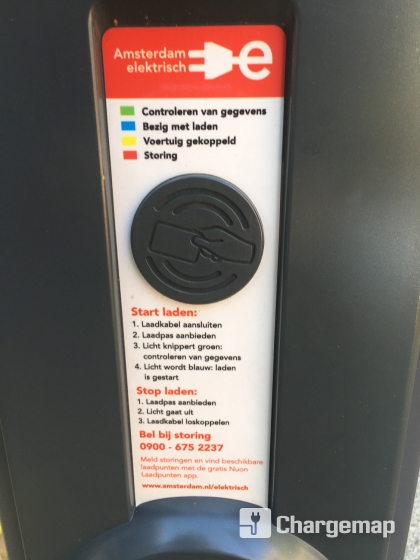 Amsterdam
elektrisch
e
Controleren van gegevens
Bezig met laden
Voertuig gekoppeld
Storing
Start laden:
1. Laadkabel aansluiten
2. Laadpas aanbieden
3. Licht knippert groen:
controleren van gegevens
4. Licht wordt blauw: laden
is gestart
Stop laden:
1. Laadpas aanbieden
2. Licht gaat uit
3. Laadkabel loskoppelen
Bel bij storing
0900 - 675 2237
Meld storingen en vind beschikbare
laadpunten met de gratis Nuon
Laadpunten app.
www.amsterdam.nl/elektrisch
Chargemap